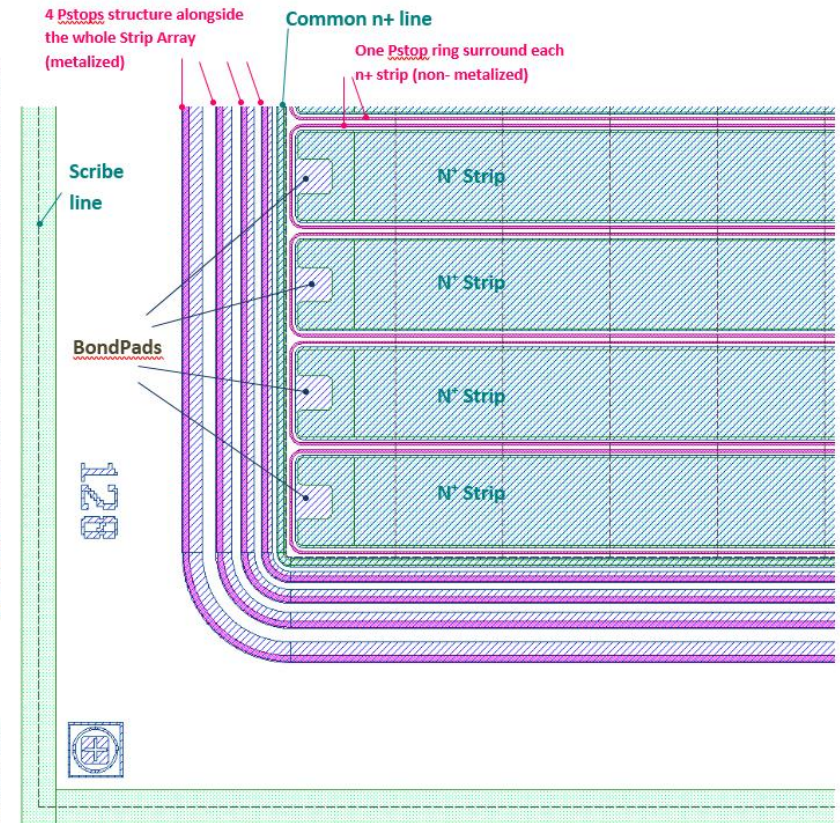 4 Pstops structure alongside
the whole Strip Array
(metalized)
Common n+ line
One Pstop ring surround each
n+ strip (non- metalized)
Scribe
line
N⁺ Strip
N⁺ Strip
BondPads
N⁺ Strip
N⁺ Strip
128